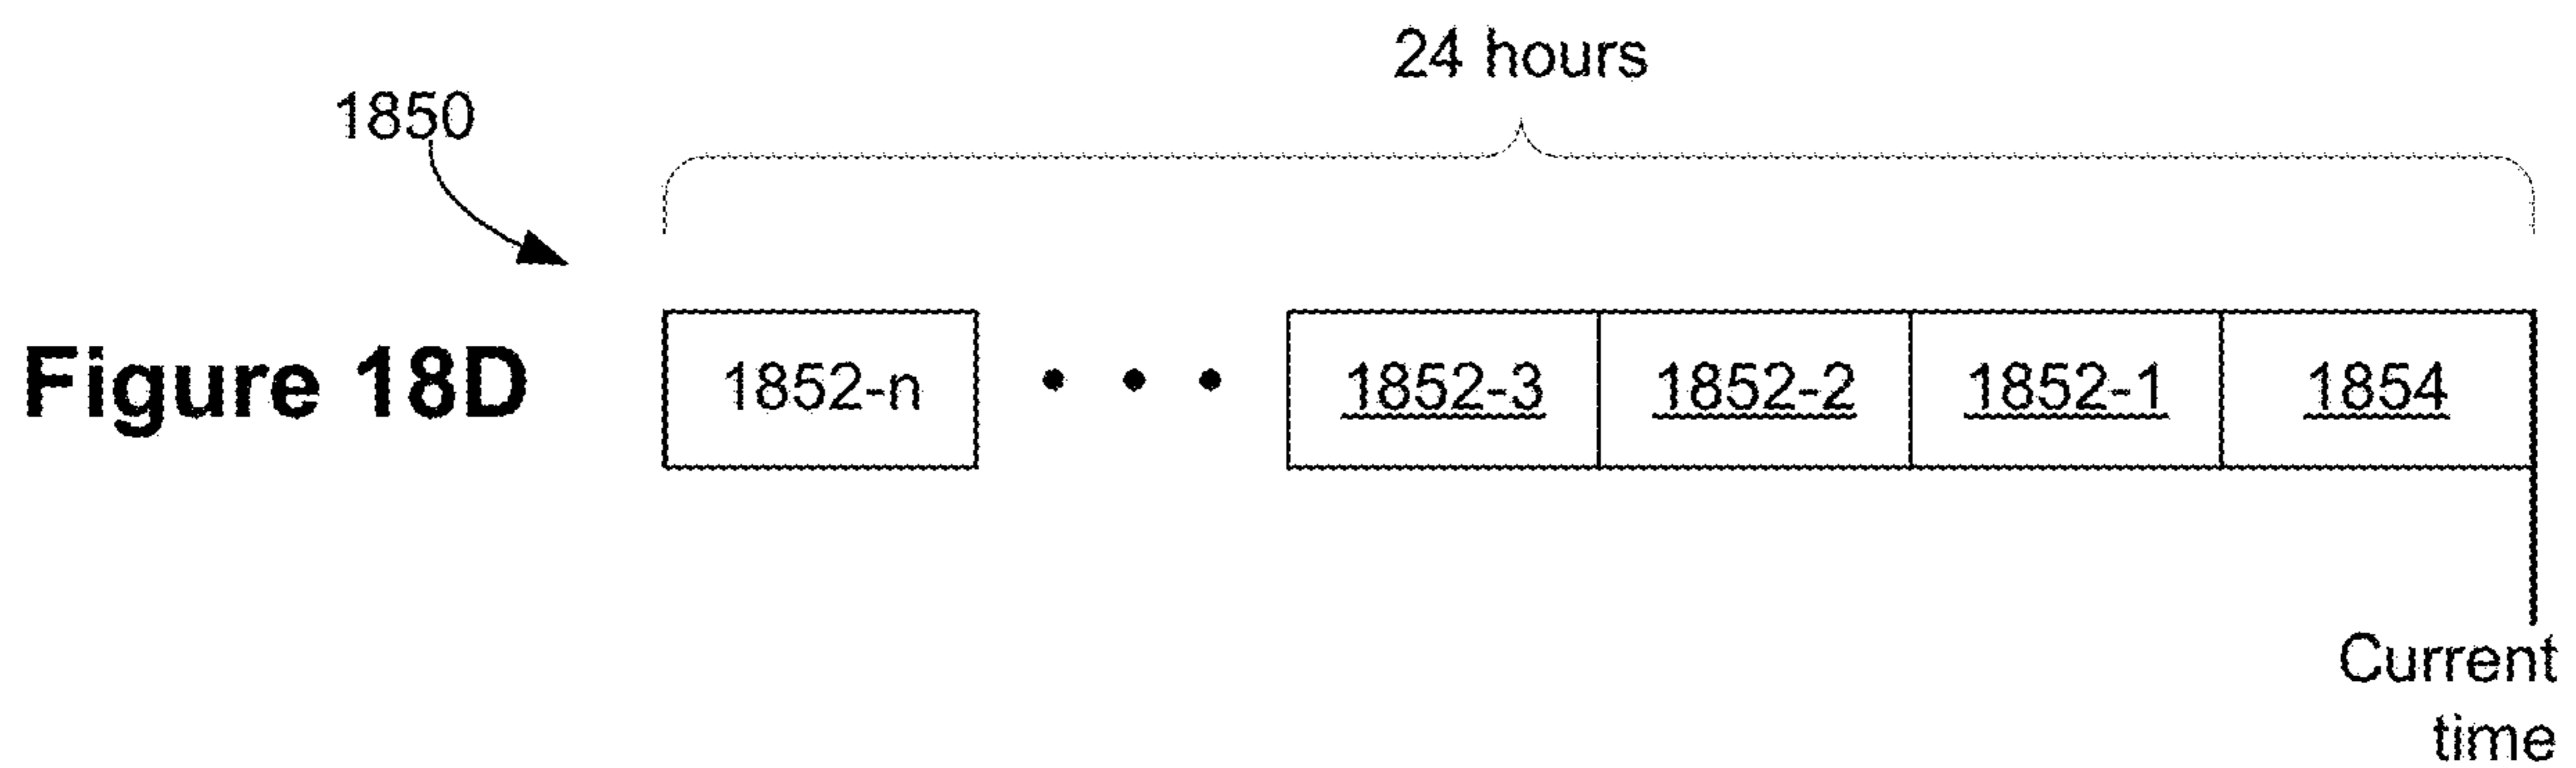 24 hours
1850
Figure 18D
1852-n • • • 1852-3 1852-2 1852-1 1854
Current
time